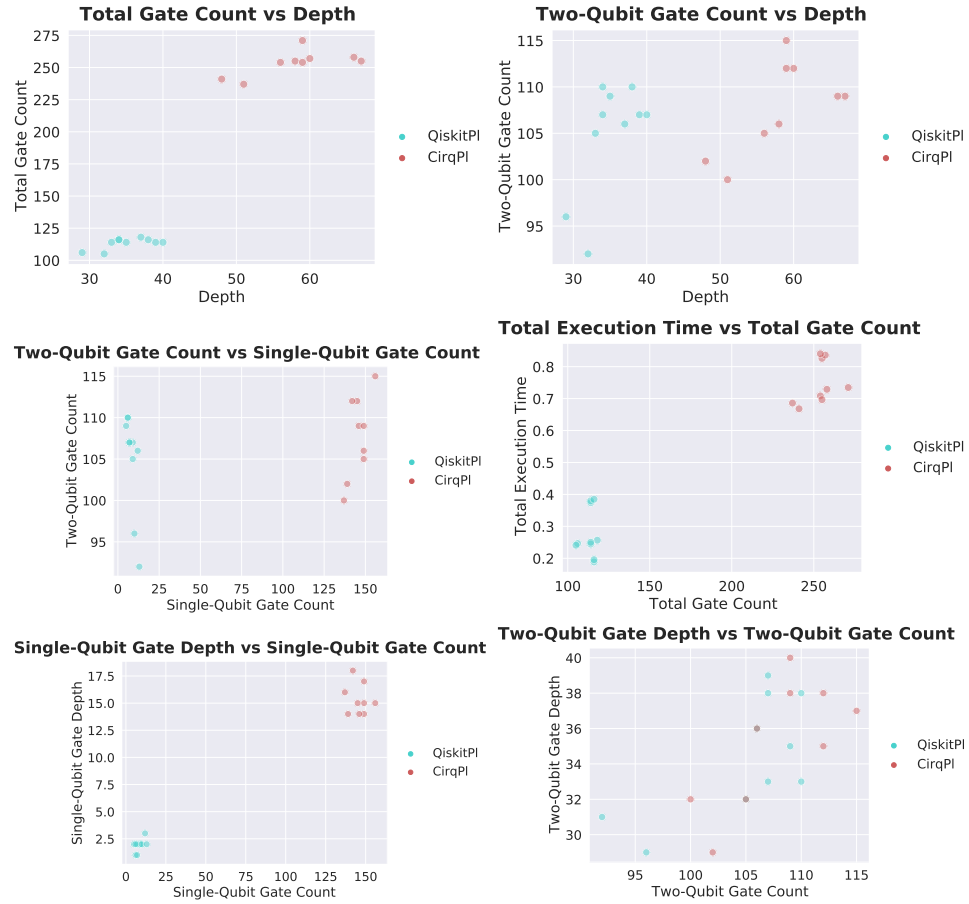 Total Gate Count vs Depth
275
250
225
200
175
150
125
100
30
40
50
60
Total Gate Count
Depth
QiskitPl
CirqPl
Two-Qubit Gate Count vs Depth
115
110
105
100
95
30
40
50
60
Two-Qubit Gate Count
Depth
QiskitPl
CirqPl
Two-Qubit Gate Count vs Single-Qubit Gate Count
115
110
105
100
95
0
25
50
75
100
125
150
Two-Qubit Gate Count
Single-Qubit Gate Count
QiskitPl
CirqPl
Total Execution Time vs Total Gate Count
0.8
0.7
0.6
0.5
0.4
0.3
0.2
100
150
200
250
Total Execution Time
Total Gate Count
QiskitPl
CirqPl
Single-Qubit Gate Depth vs Single-Qubit Gate Count
17.5
15.0
12.5
10.0
7.5
5.0
2.5
0
25
50
75
100
125
150
Single-Qubit Gate Depth
Single-Qubit Gate Count
QiskitPl
CirqPl
Two-Qubit Gate Depth vs Two-Qubit Gate Count
40
38
36
34
32
30
95
100
105
110
115
Two-Qubit Gate Depth
Two-Qubit Gate Count
QiskitPl
CirqPl